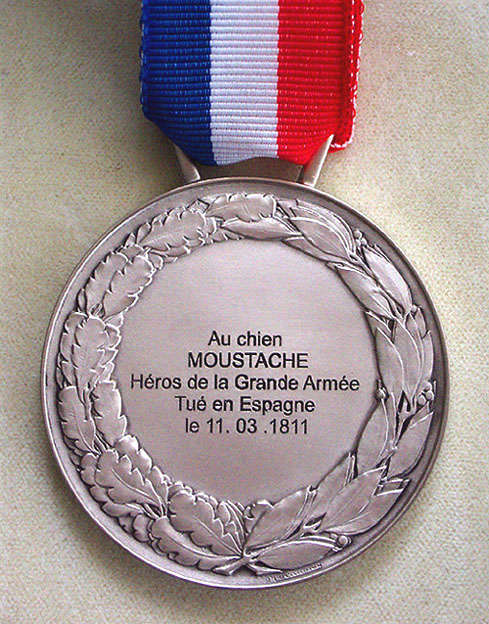 Au chien
MOUSTACHE
Héros de la Grande Armée
Tué en Espagne
le 11. 03 .1811